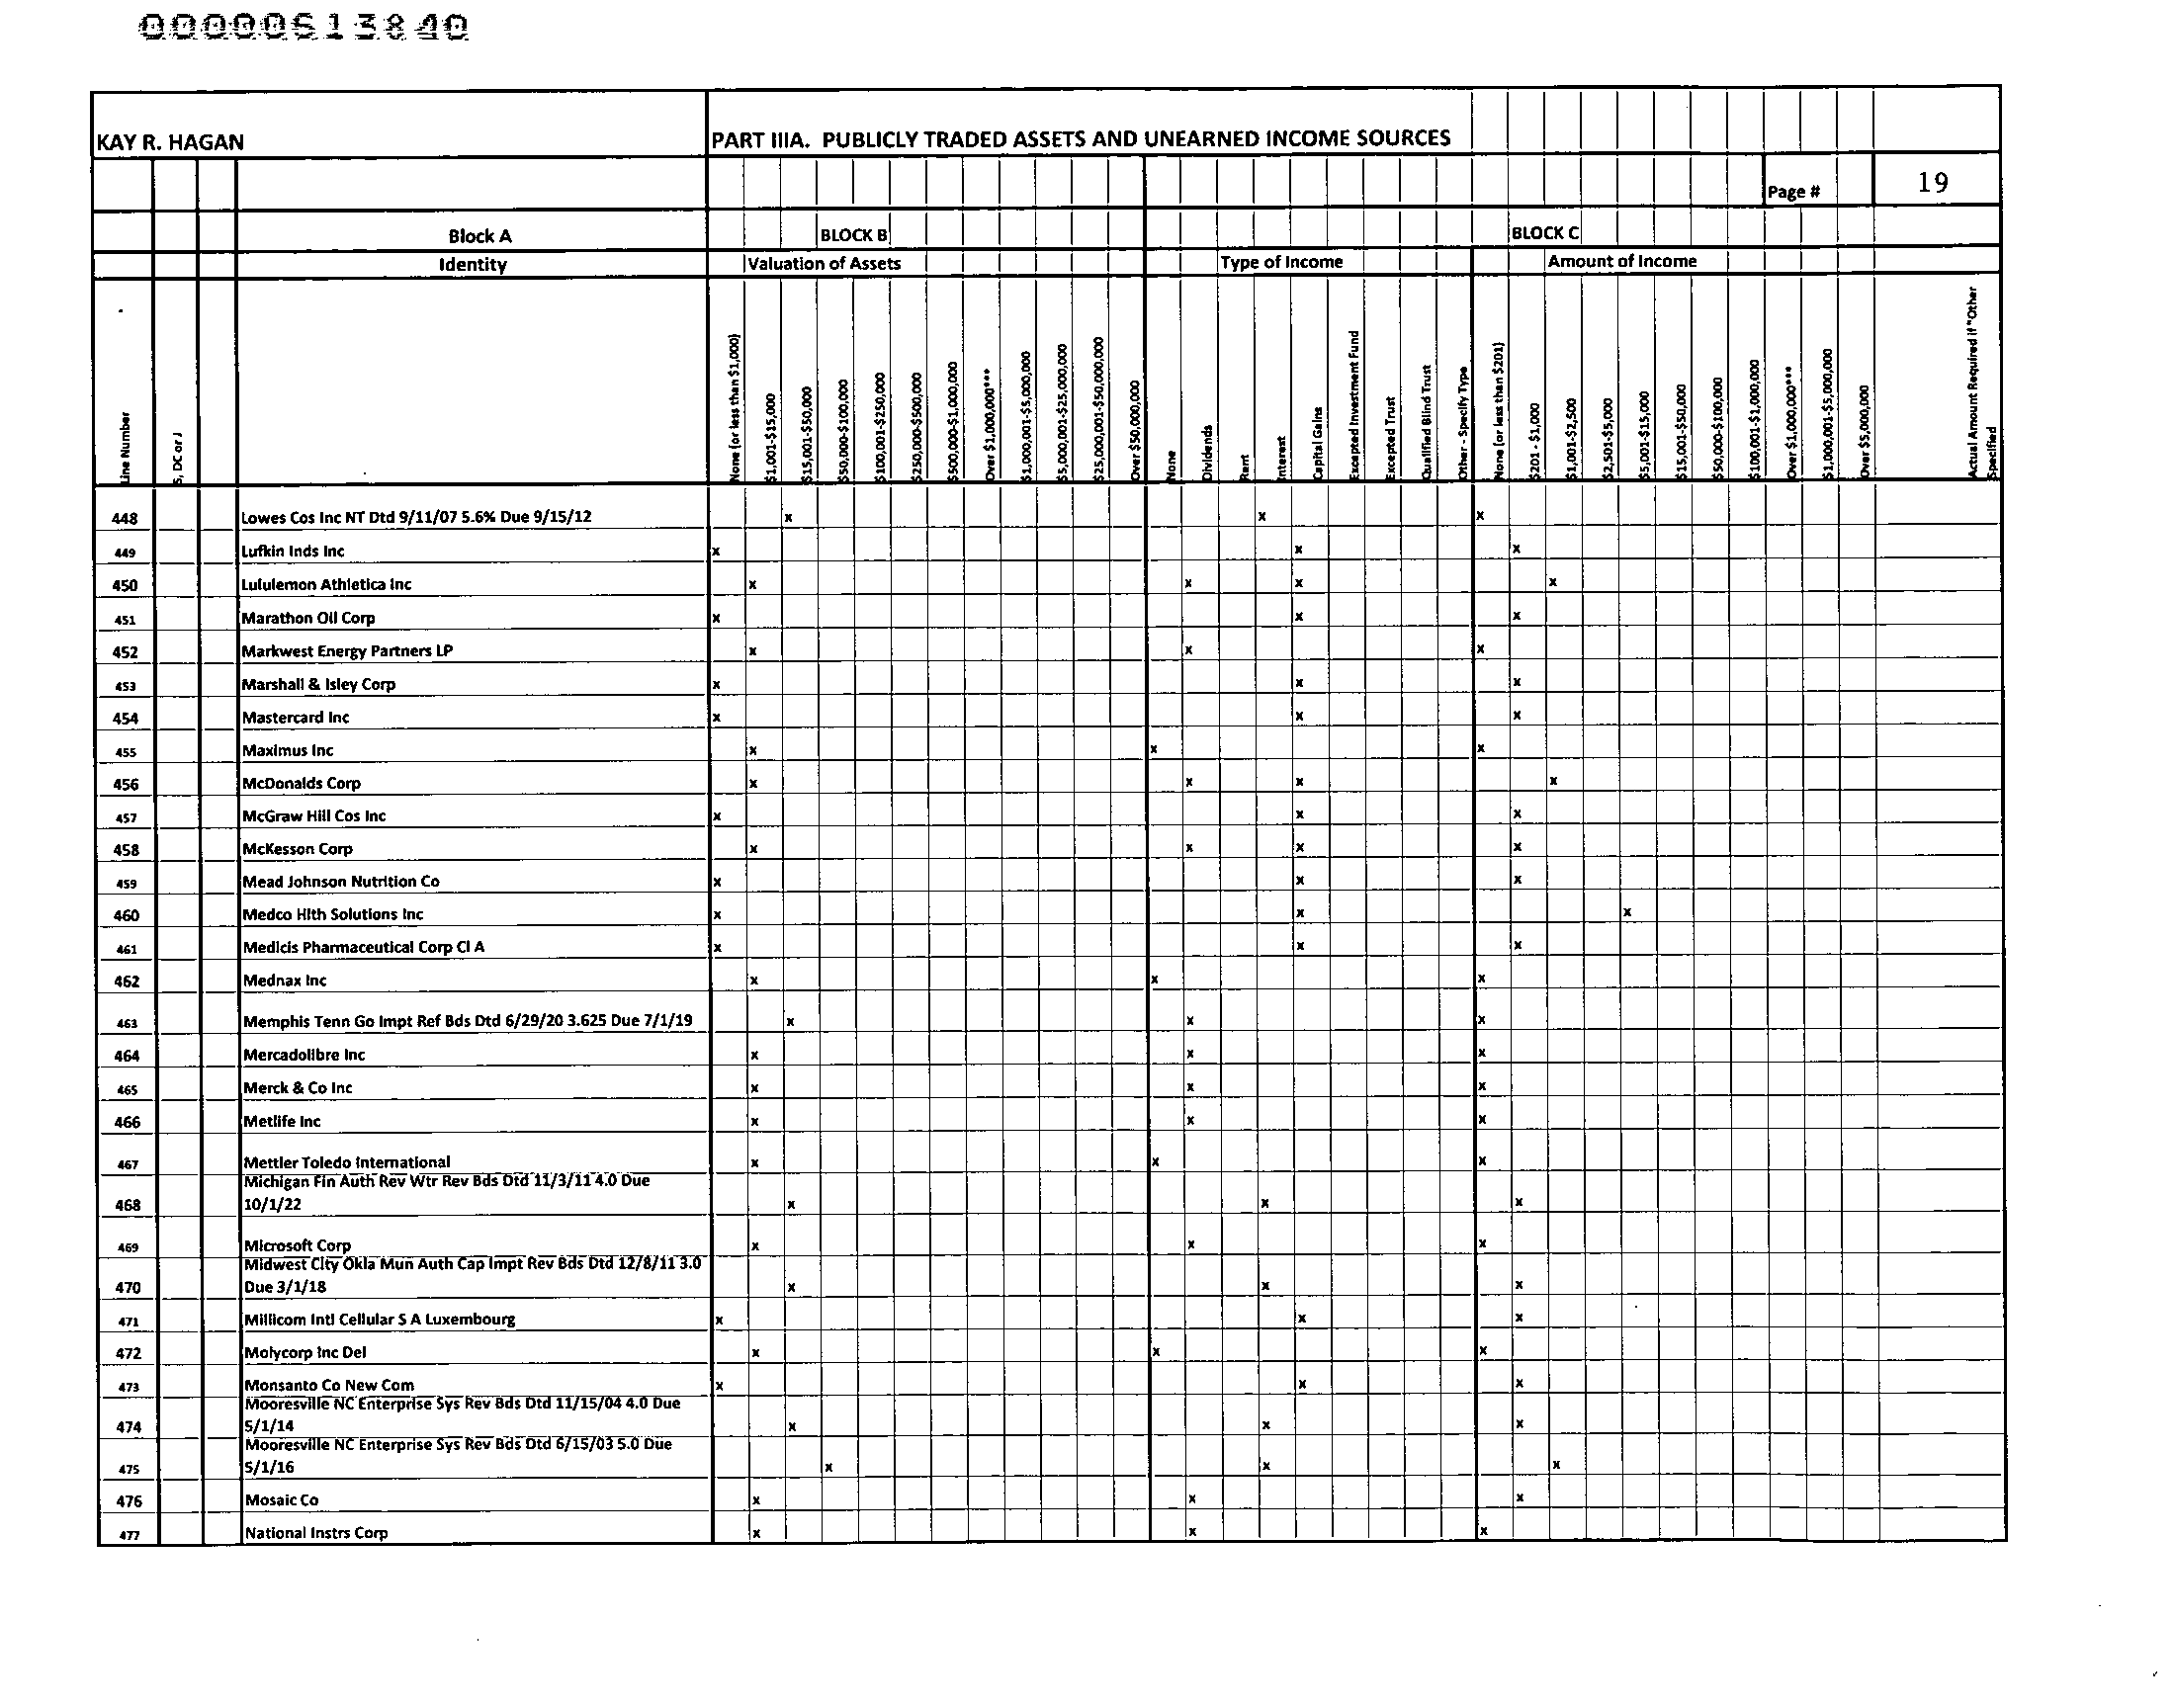 00000613840
KAY R. HAGAN PART IIIA. PUBLICLY TRADED ASSETS AND UNEARNED INCOME SOURCES
Page # 19
Block A BLOCK B BLOCK C
Identity Valuation of Assets Type of Income Amount of Income
Line Number
S, DC or J
None (or less than $1,000)
$1,001-$15,000
$15,001-$50,000
$50,000-$100,000
$100,001-$250,000
$250,000-$500,000
$500,000-$1,000,000
Over $1,000,000***
$1,000,001-$5,000,000
$5,000,001-$25,000,000
$25,000,001-$50,000,000
Over $50,000,000
None
Dividends
Rent
Interest
Capital Gains
Excepted Investment Fund
Excepted Trust
Qualified Blind Trust
Other - Specify Type
None (or less than $201)
$201 - $1,000
$1,001-$2,500
$2,501-$5,000
$5,001-$15,000
$15,001-$50,000
$50,000-$100,000
$100,001-$1,000,000
Over $1,000,000***
$1,000,001-$5,000,000
Over $5,000,000
Actual Amount Required if "Other
Specified
448 Lowes Cos Inc NT Dtd 9/11/07 5.6% Due 9/15/12 x x x
449 Lufkin Inds Inc x x x
450 Lululemon Athletica Inc x x x x
451 Marathon Oil Corp x x x
452 Markwest Energy Partners LP x x x
453 Marshall & Isley Corp x x x
454 Mastercard Inc x x x
455 Maximus Inc x x x
456 McDonalds Corp x x x x
457 McGraw Hill Cos Inc x x x
458 McKesson Corp x x x x
459 Mead Johnson Nutrition Co x x x
460 Medco Hlth Solutions Inc x x x
461 Medicis Pharmaceutical Corp Cl A x x x
462 Mednax Inc x x x
463 Memphis Tenn Go Impt Ref Bds Dtd 6/29/20 3.625 Due 7/1/19 x x x
464 Mercadolibre Inc x x x
465 Merck & Co Inc x x x
466 Metlife Inc x x x
467 Mettler Toledo International x x x
Michigan Fin Auth Rev Wtr Rev Bds Dtd 11/3/11 4.0 Due
468 10/1/22 x x x
469 Microsoft Corp x x x
Midwest City Okla Mun Auth Cap Impt Rev Bds Dtd 12/8/11 3.0
470 Due 3/1/18 x x x
471 Millicom Intl Cellular S A Luxembourg x x x
472 Molycorp Inc Del x x x
473 Monsanto Co New Com x x x
Mooresville NC Enterprise Sys Rev Bds Dtd 11/15/04 4.0 Due
474 5/1/14 x x x
Mooresville NC Enterprise Sys Rev Bds Dtd 6/15/03 5.0 Due
475 5/1/16 x x x
476 Mosaic Co x x x
477 National Instrs Corp x x x